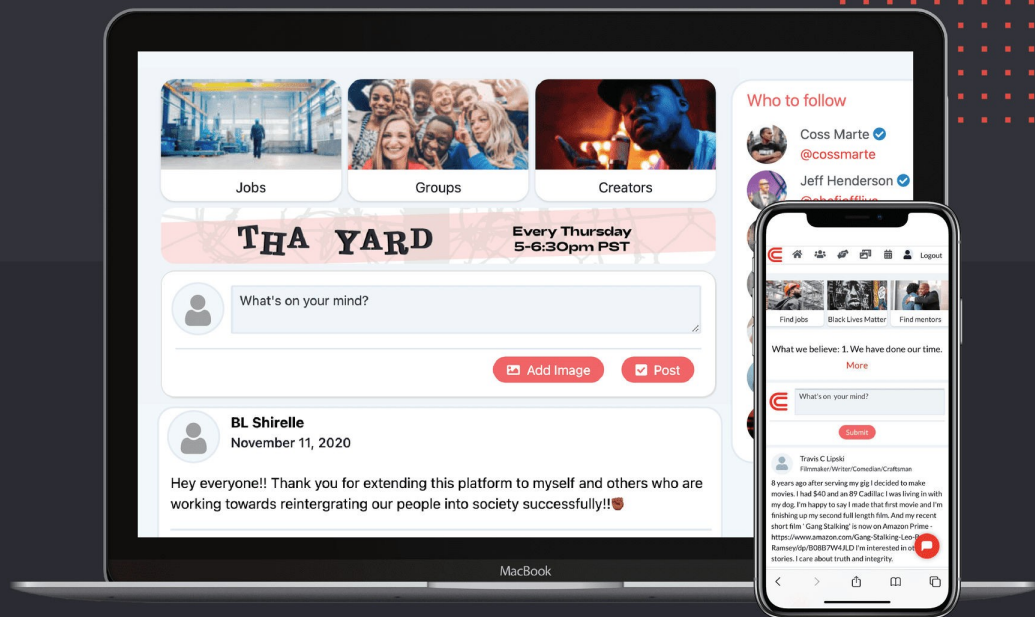 Jobs
Groups
Creators
THA YARD
Every Thursday
5-6:30pm PST
What's on your mind?
Add Image
Post
BL Shirelle
November 11, 2020
Hey everyone!! Thank you for extending this platform to myself and others who are
working towards reintergrating our people into society successfully!!✊🏾
Who to follow
Coss Marte
@cossmarte
Jeff Henderson
MacBook
Logout
Find jobs
Black Lives Matter
Find mentors
What we believe: 1. We have done our time.
More
What's on your mind?
Submit
Travis C Lipski
Filmmaker/Writer/Comedian/Craftsman
8 years ago after serving my gig I decided to make
movies. I had $40 and an 89 Cadillac I was living in with
my dog. I'm happy to say I made that first movie and I'm
finishing up my second full length film. And my recent
short film ' Gang Stalking' is now on Amazon Prime -
https://www.amazon.com/Gang-Stalking-Leo-
Ramsey/dp/B08B7W4JLD I'm interested in
stories. I care about truth and integrity.